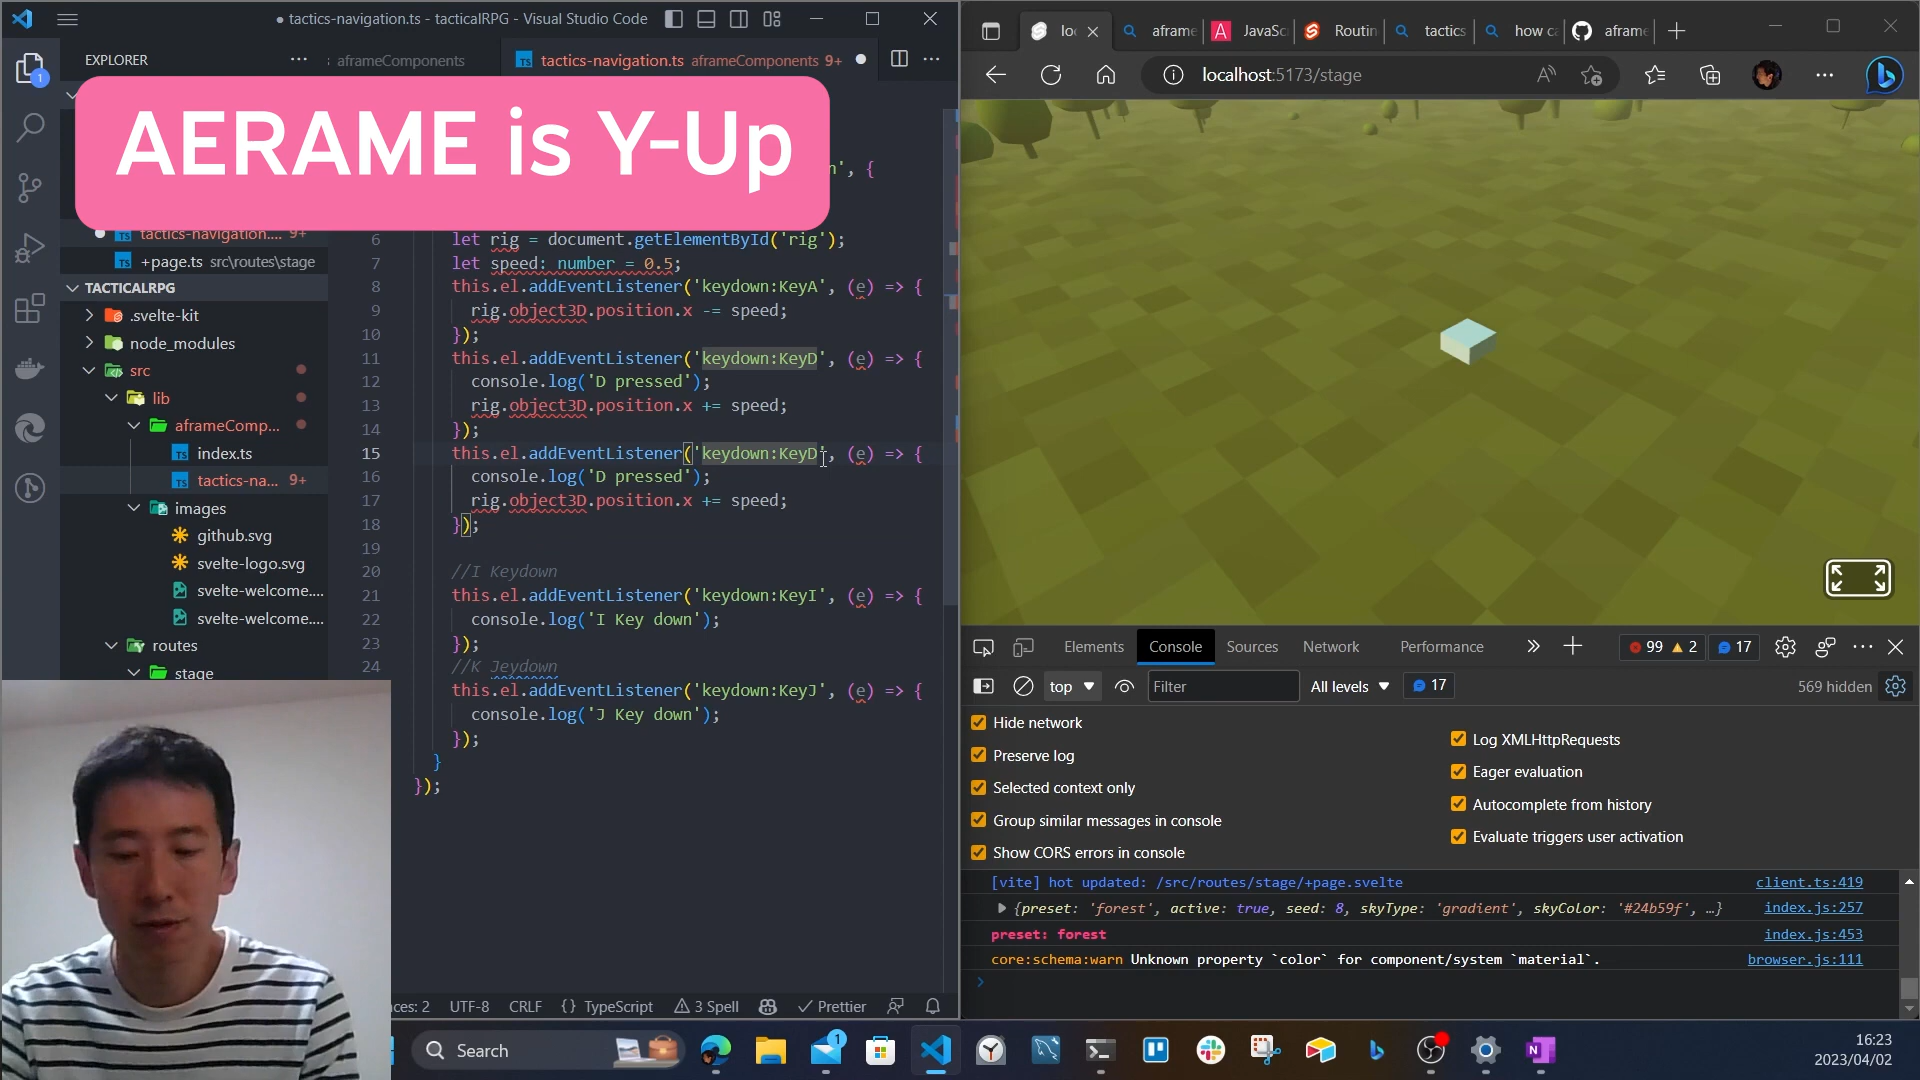 tactics-navigation.ts - tacticalRPG - Visual Studio Code
EXPLORER
aframeComponents
TS tactics-navigation.ts aframeComponents 9+
AERAME is Y-Up
n', {
TS tactics-navigation.... 9+
TS +page.ts src\routes\stage
TACTICALRPG
.svelte-kit
node_modules
src
lib
aframeComp...
TS index.ts
TS tactics-na... 9+
images
github.svg
svelte-logo.svg
svelte-welcome....
svelte-welcome....
routes
stage
6 let rig = document.getElementById('rig');
7 let speed: number = 0.5;
8 this.el.addEventListener('keydown:KeyA', (e) => {
9 rig.object3D.position.x -= speed;
10 });
11 this.el.addEventListener('keydown:KeyD', (e) => {
12 console.log('D pressed');
13 rig.object3D.position.x += speed;
14 });
15 this.el.addEventListener('keydown:KeyD', (e) => {
16 console.log('D pressed');
17 rig.object3D.position.x += speed;
18 });
19
20 //I Keydown
21 this.el.addEventListener('keydown:KeyI', (e) => {
22 console.log('I Key down');
23 });
24 //K Jeydown
this.el.addEventListener('keydown:KeyJ', (e) => {
console.log('J Key down');
});
}
});
aces: 2 UTF-8 CRLF {} TypeScript 3 Spell Prettier
loc
aframe
A JavaSc
Routin
tactics
how ca
aframe
localhost:5173/stage
Elements Console Sources Network Performance
99 2 17
top Filter All levels 17 569 hidden
Hide network
Preserve log
Selected context only
Group similar messages in console
Show CORS errors in console
Log XMLHttpRequests
Eager evaluation
Autocomplete from history
Evaluate triggers user activation
[vite] hot updated: /src/routes/stage/+page.svelte client.ts:419
{preset: 'forest', active: true, seed: 8, skyType: 'gradient', skyColor: '#24b59f', …} index.js:257
preset: forest index.js:453
core:schema:warn Unknown property `color` for component/system `material`. browser.js:111
Search
1
16:23
2023/04/02